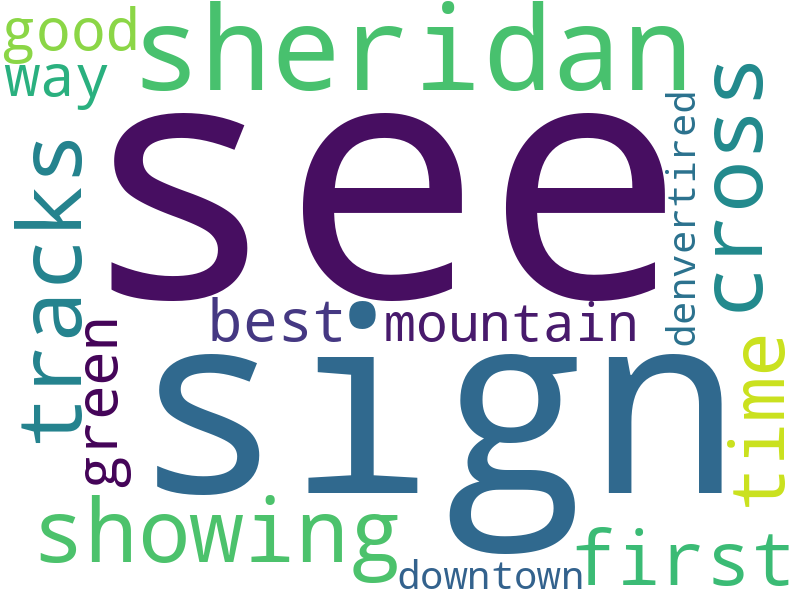 good
sheridan
way
see
cross
denvertired
tracks
best
mountain
green
sign
time
showing
first
downtown